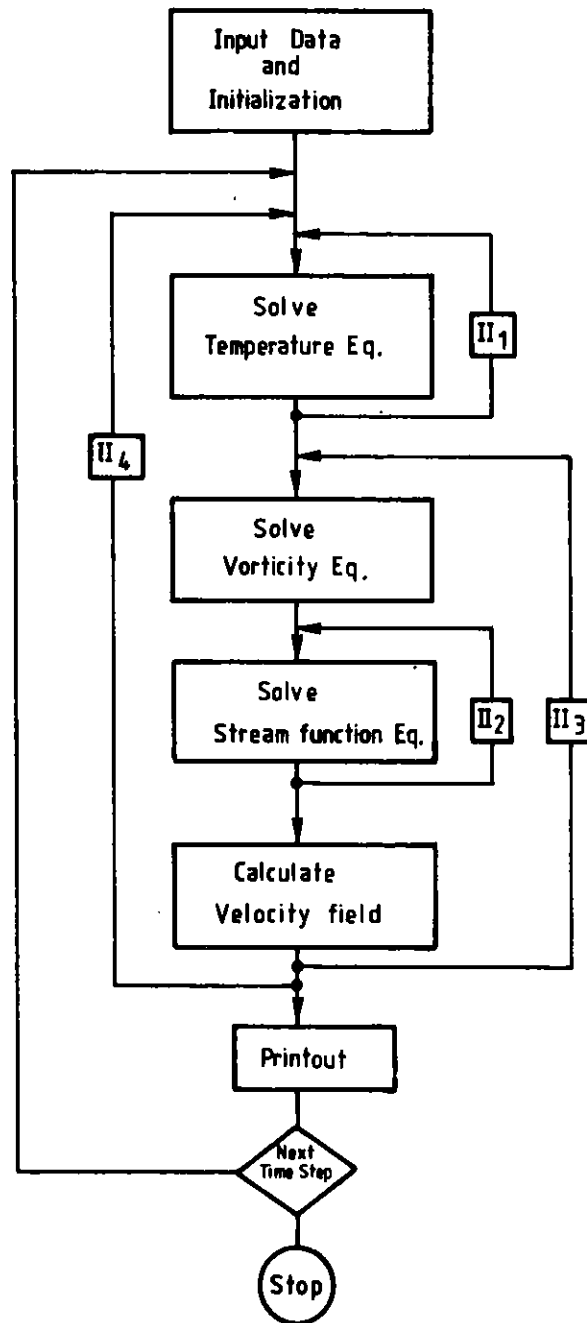 Input Data
and
Initialization
Solve
Temperature Eq.
II1
II4
Solve
Vorticity Eq.
Solve
Stream function Eq.
II2
II3
Calculate
Velocity field
Printout
Next
Time Step
Stop